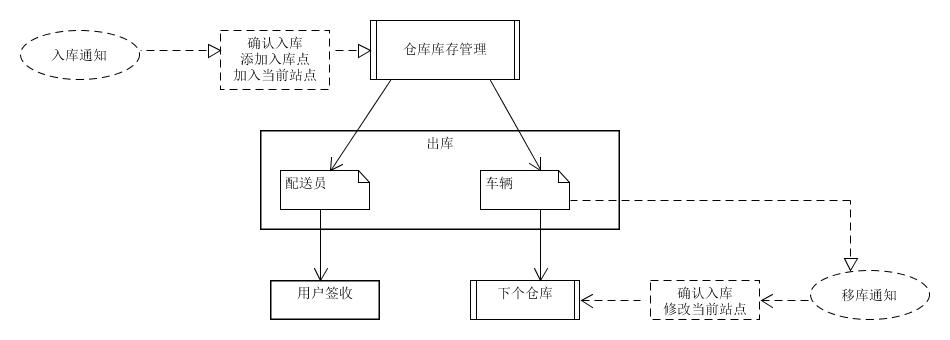 入库通知
确认入库
添加入库点
加入当前站点
仓库库存管理
出库
配送员
车辆
用户签收
下个仓库
确认入库
修改当前站点
移库通知